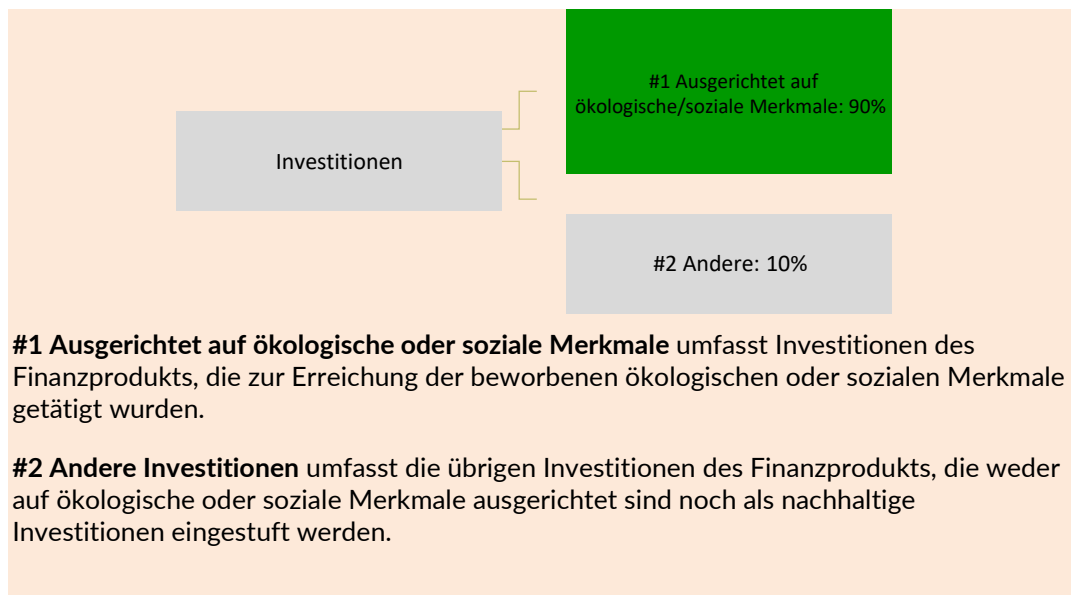 #1 Ausgerichtet auf
ökologische/soziale Merkmale: 90%
Investitionen
#2 Andere: 10%
#1 Ausgerichtet auf ökologische oder soziale Merkmale umfasst Investitionen des
Finanzprodukts, die zur Erreichung der beworbenen ökologischen oder sozialen Merkmale
getätigt wurden.
#2 Andere Investitionen umfasst die übrigen Investitionen des Finanzprodukts, die weder
auf ökologische oder soziale Merkmale ausgerichtet sind noch als nachhaltige
Investitionen eingestuft werden.